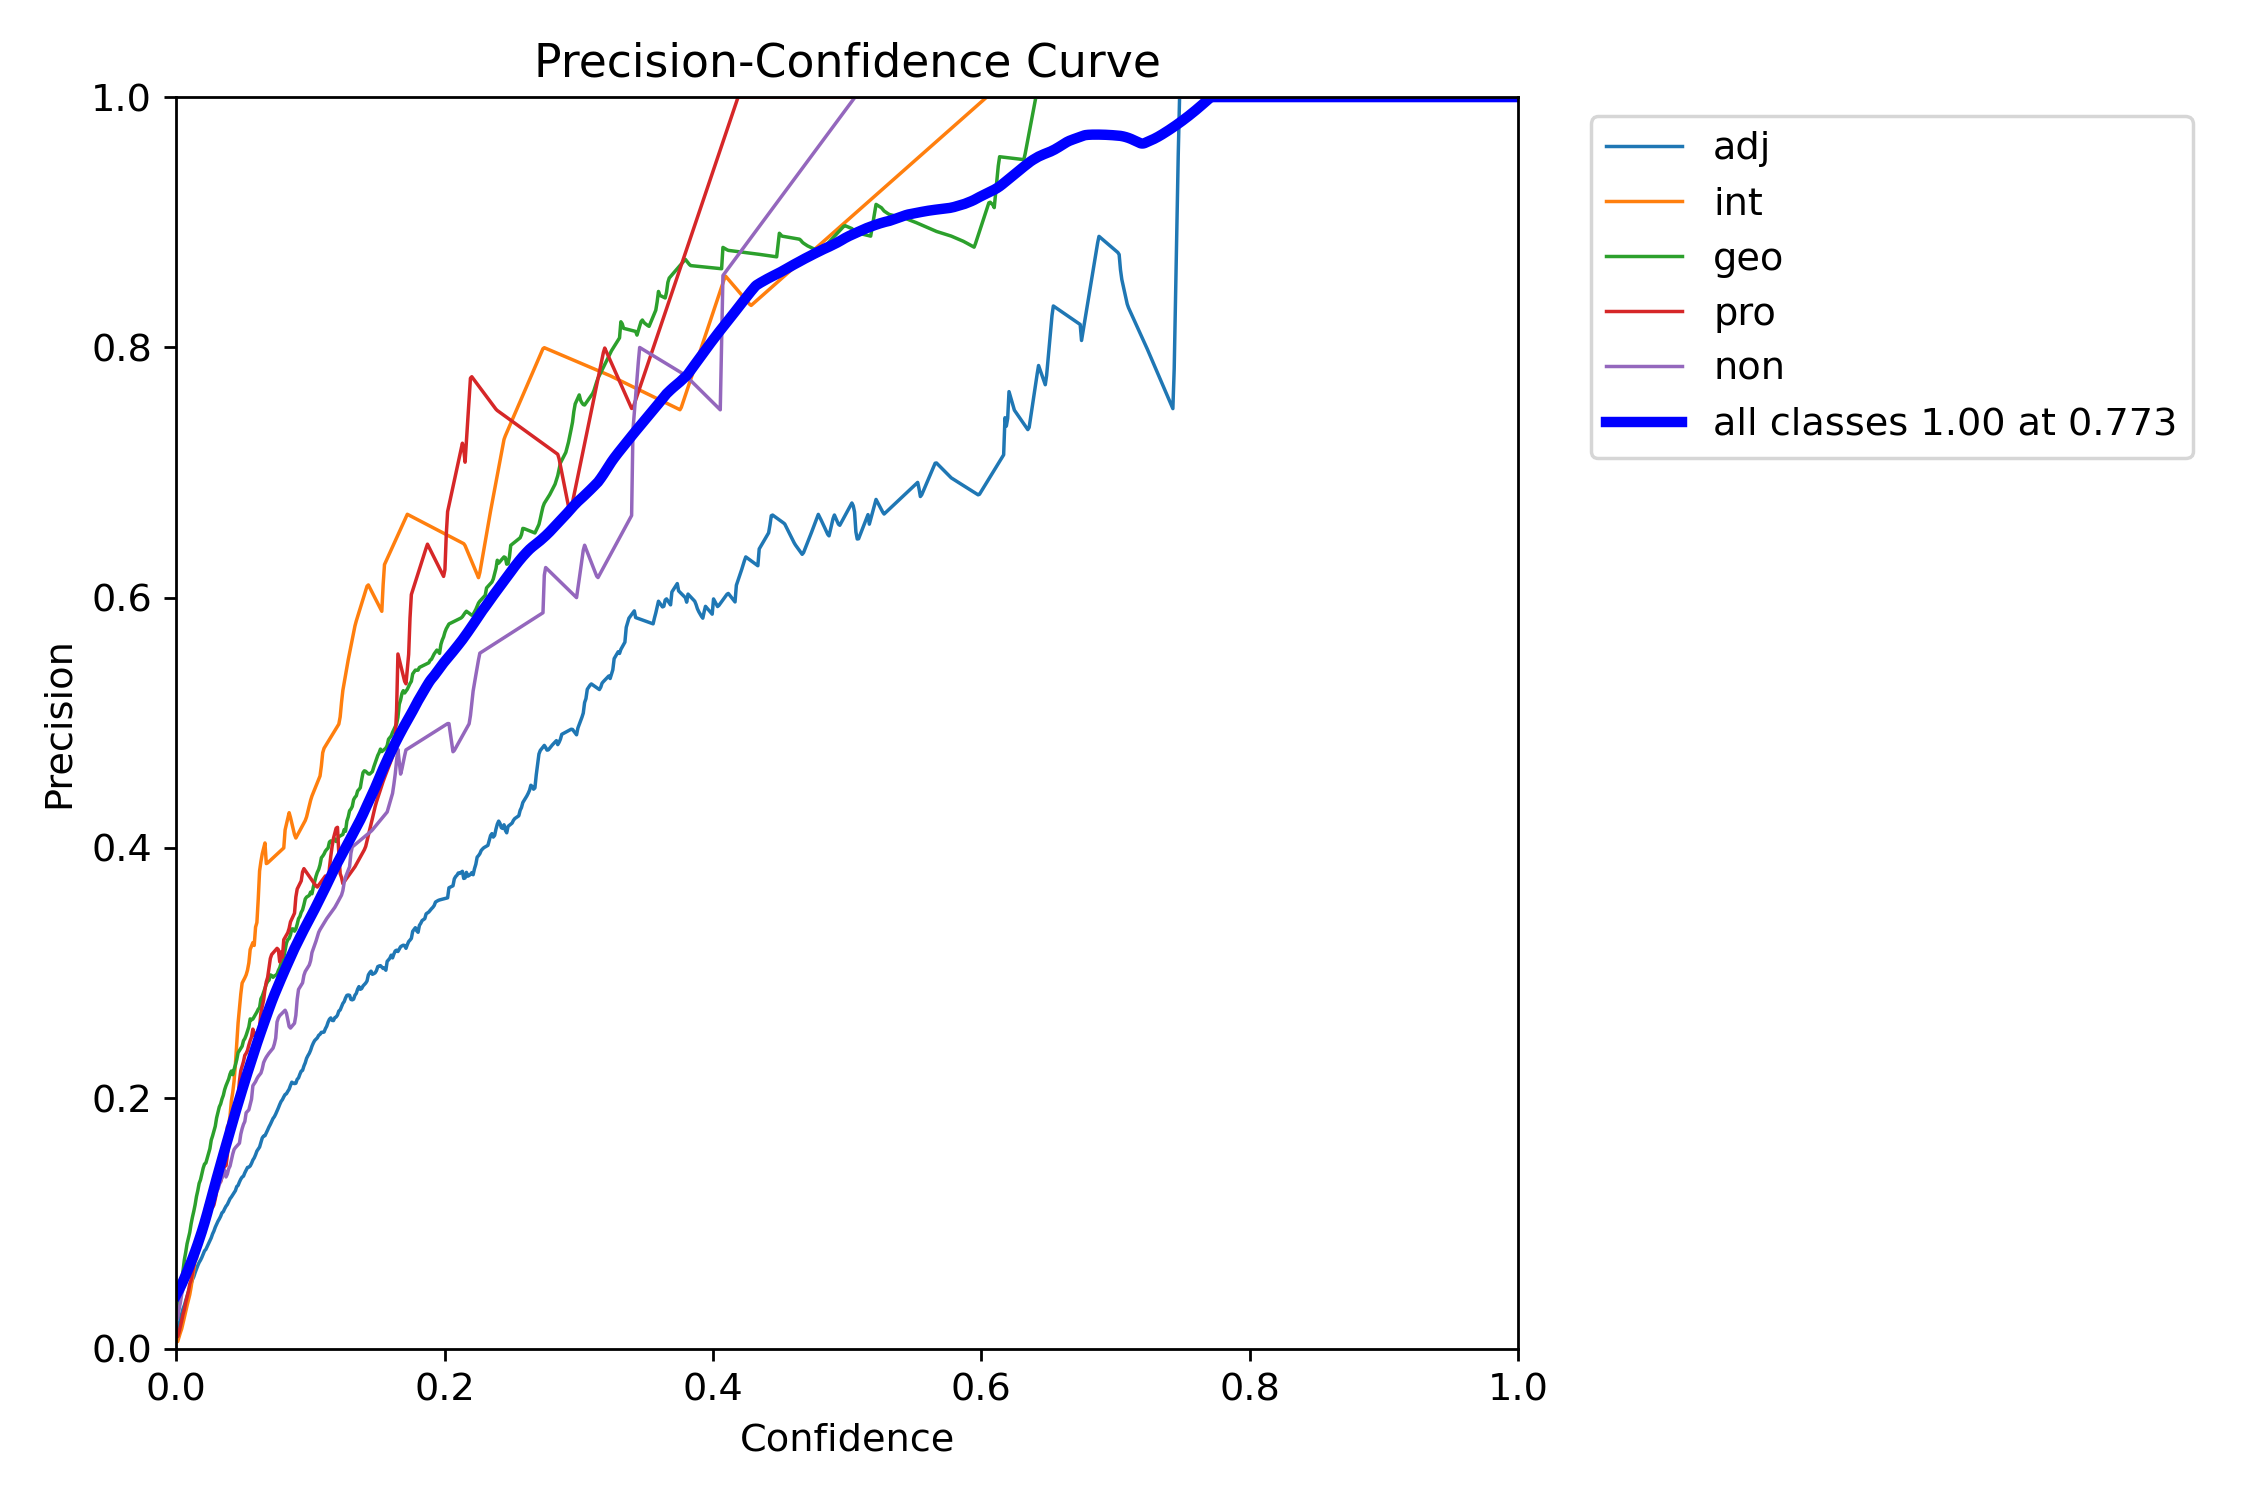 Precision-Confidence Curve
1.0
0.8
0.6
0.4
0.2
0.0
Precision
0.0 0.2 0.4 0.6 0.8 1.0
Confidence
adj
int
geo
pro
non
all classes 1.00 at 0.773